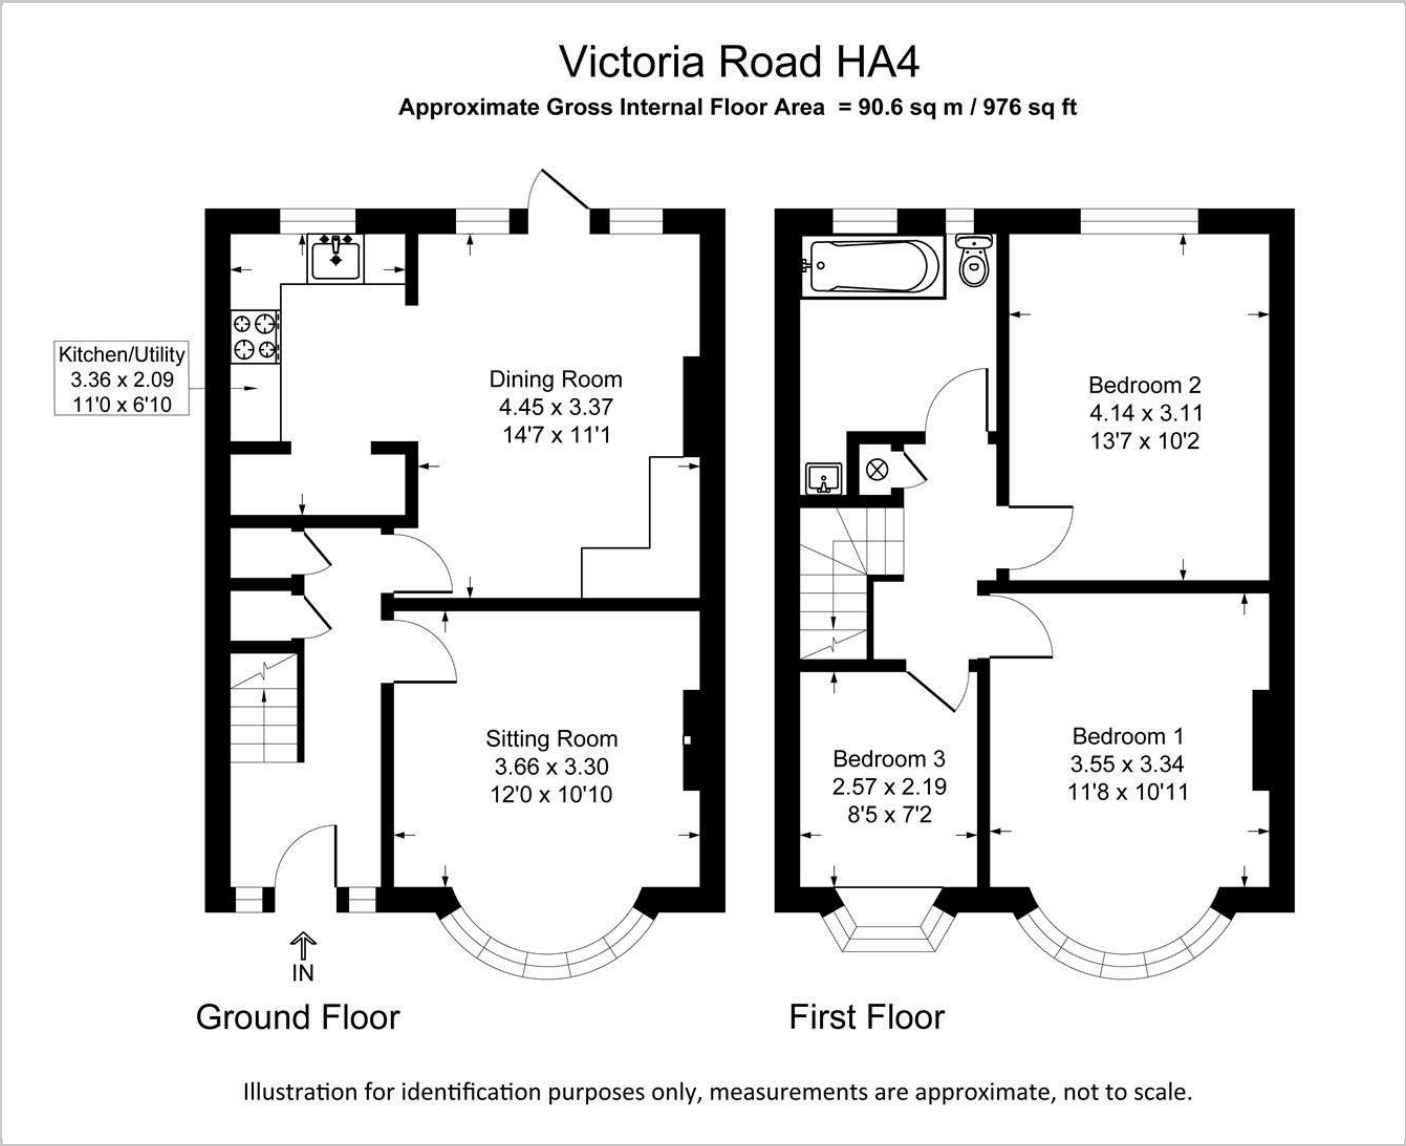 Victoria Road HA4
Approximate Gross Internal Floor Area = 90.6 sq m / 976 sq ft
Kitchen/Utility
3.36 x 2.09
11'0 x 6'10
Dining Room
4.45 x 3.37
14'7 x 11'1
Sitting Room
3.66 x 3.30
12'0 x 10'10
IN
Ground Floor
Bedroom 2
4.14 x 3.11
13'7 x 10'2
Bedroom 3
2.57 x 2.19
8'5 x 7'2
Bedroom 1
3.55 x 3.34
11'8 x 10'11
First Floor
Illustration for identification purposes only, measurements are approximate, not to scale.